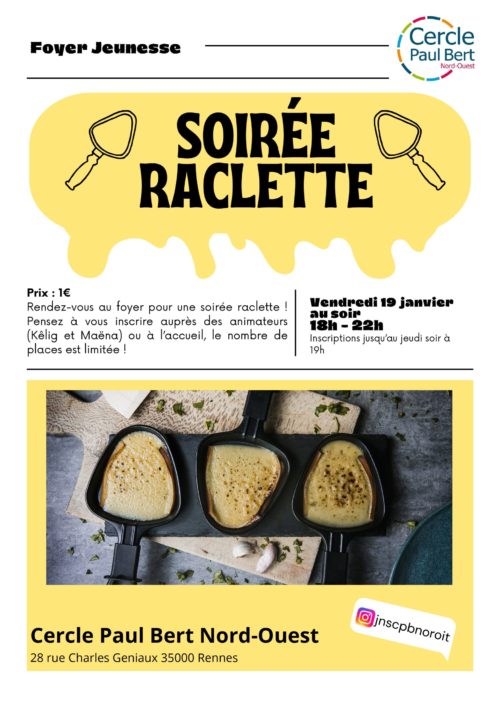 Foyer Jeunesse
Cercle
Paul Bert
Nord-Ouest
SOIRÉE
RACLETTE
Prix : 1€
Rendez-vous au foyer pour une soirée raclette !
Pensez à vous inscrire auprès des animateurs
(Kêlig et Maëna) ou à l'accueil, le nombre de
places est limitée !
Vendredi 19 janvier
au soir
18h - 22h
Inscriptions jusqu'au jeudi soir à
19h
jnscpbnoroit
Cercle Paul Bert Nord-Ouest
28 rue Charles Geniaux 35000 Rennes